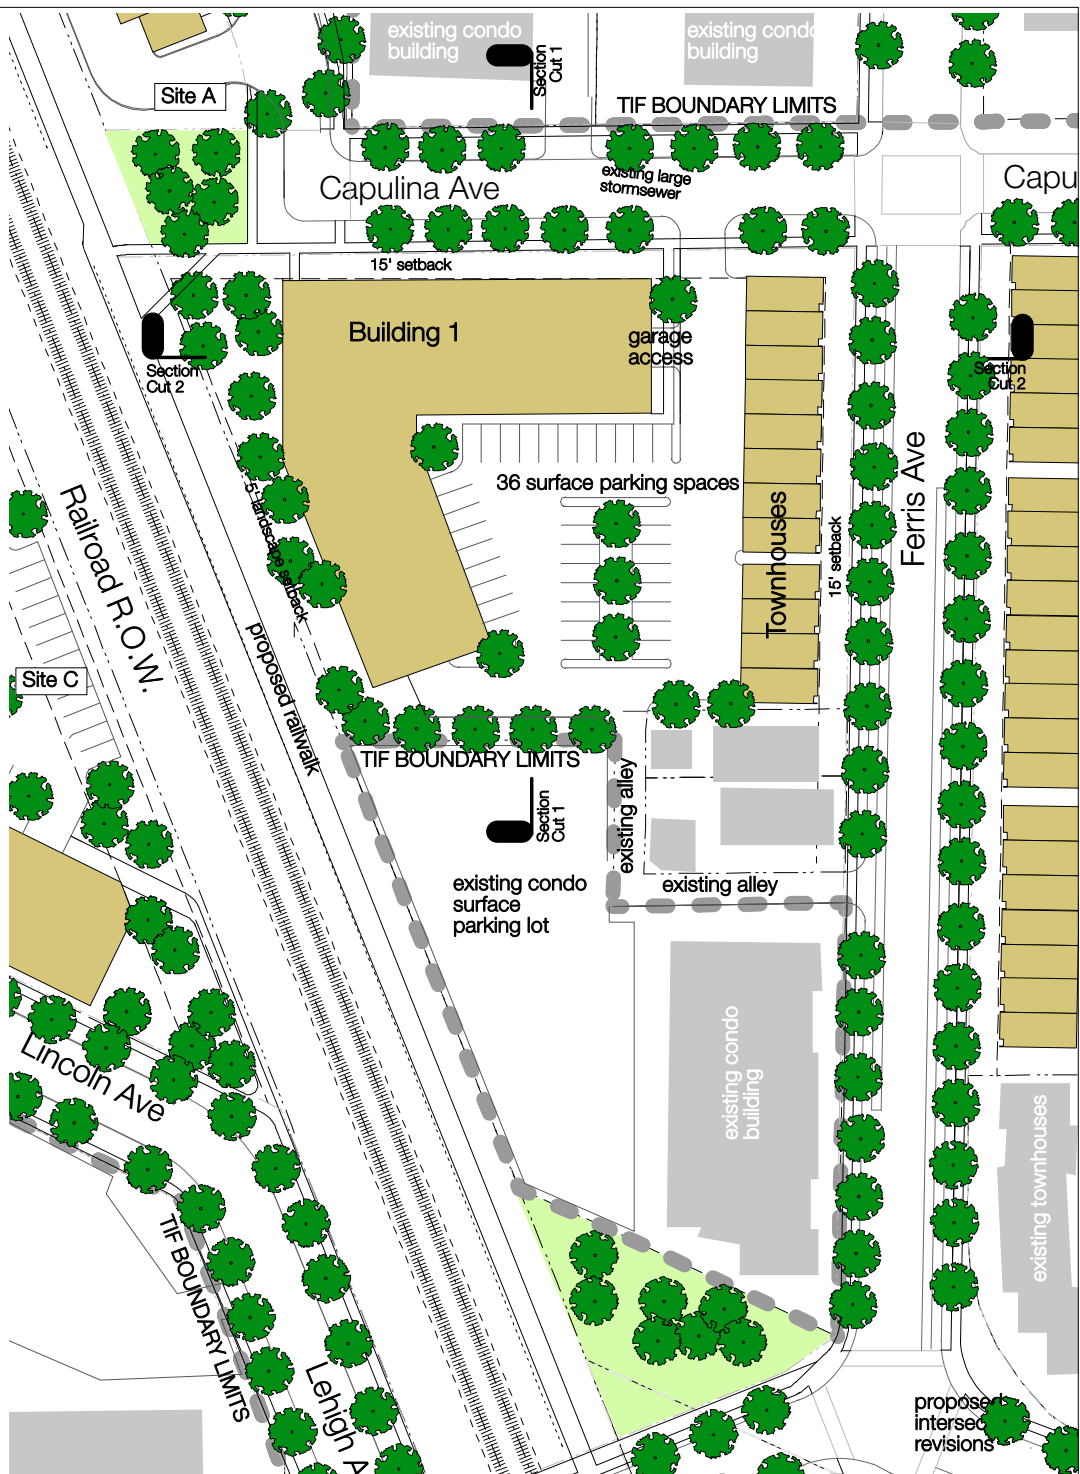 existing condo
building
existing condo
building
Section
Cut 1
Site A
TIF BOUNDARY LIMITS
Capulina Ave
existing large
stormsewer
Capu
15' setback
Building 1
garage
access
Section
Cut 2
Section
Cut 2
36 surface parking spaces
Townhouses
15' setback
Ferris Ave
5' landscape setback
Railroad R.O.W.
proposed railwalk
Site C
TIF BOUNDARY LIMITS
Section
Cut 1
existing alley
existing alley
existing condo
surface
parking lot
existing condo
building
Lincoln Ave
existing townhouses
TIF BOUNDARY LIMITS
Lehigh A
proposed
intersec
revisions